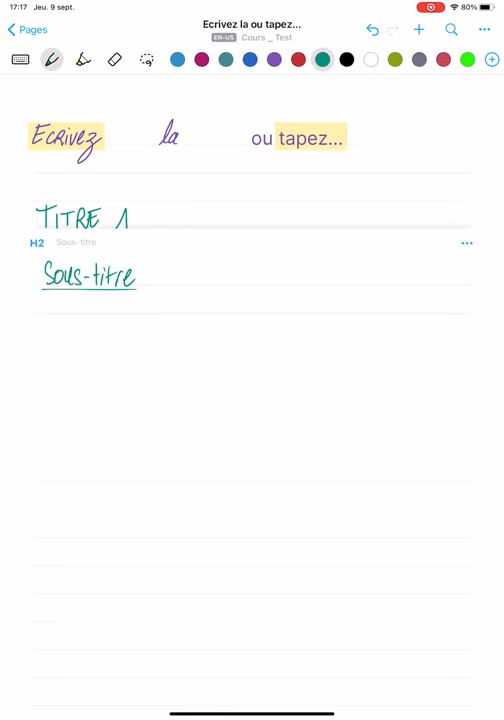 17:17 Jeu. 9 sept. 80%
Pages
Ecrivez la ou tapez...
EN-US Cours _ Test
Ecrivez la ou tapez...
TITRE 1
H2 Sous-titre
Sous-titre